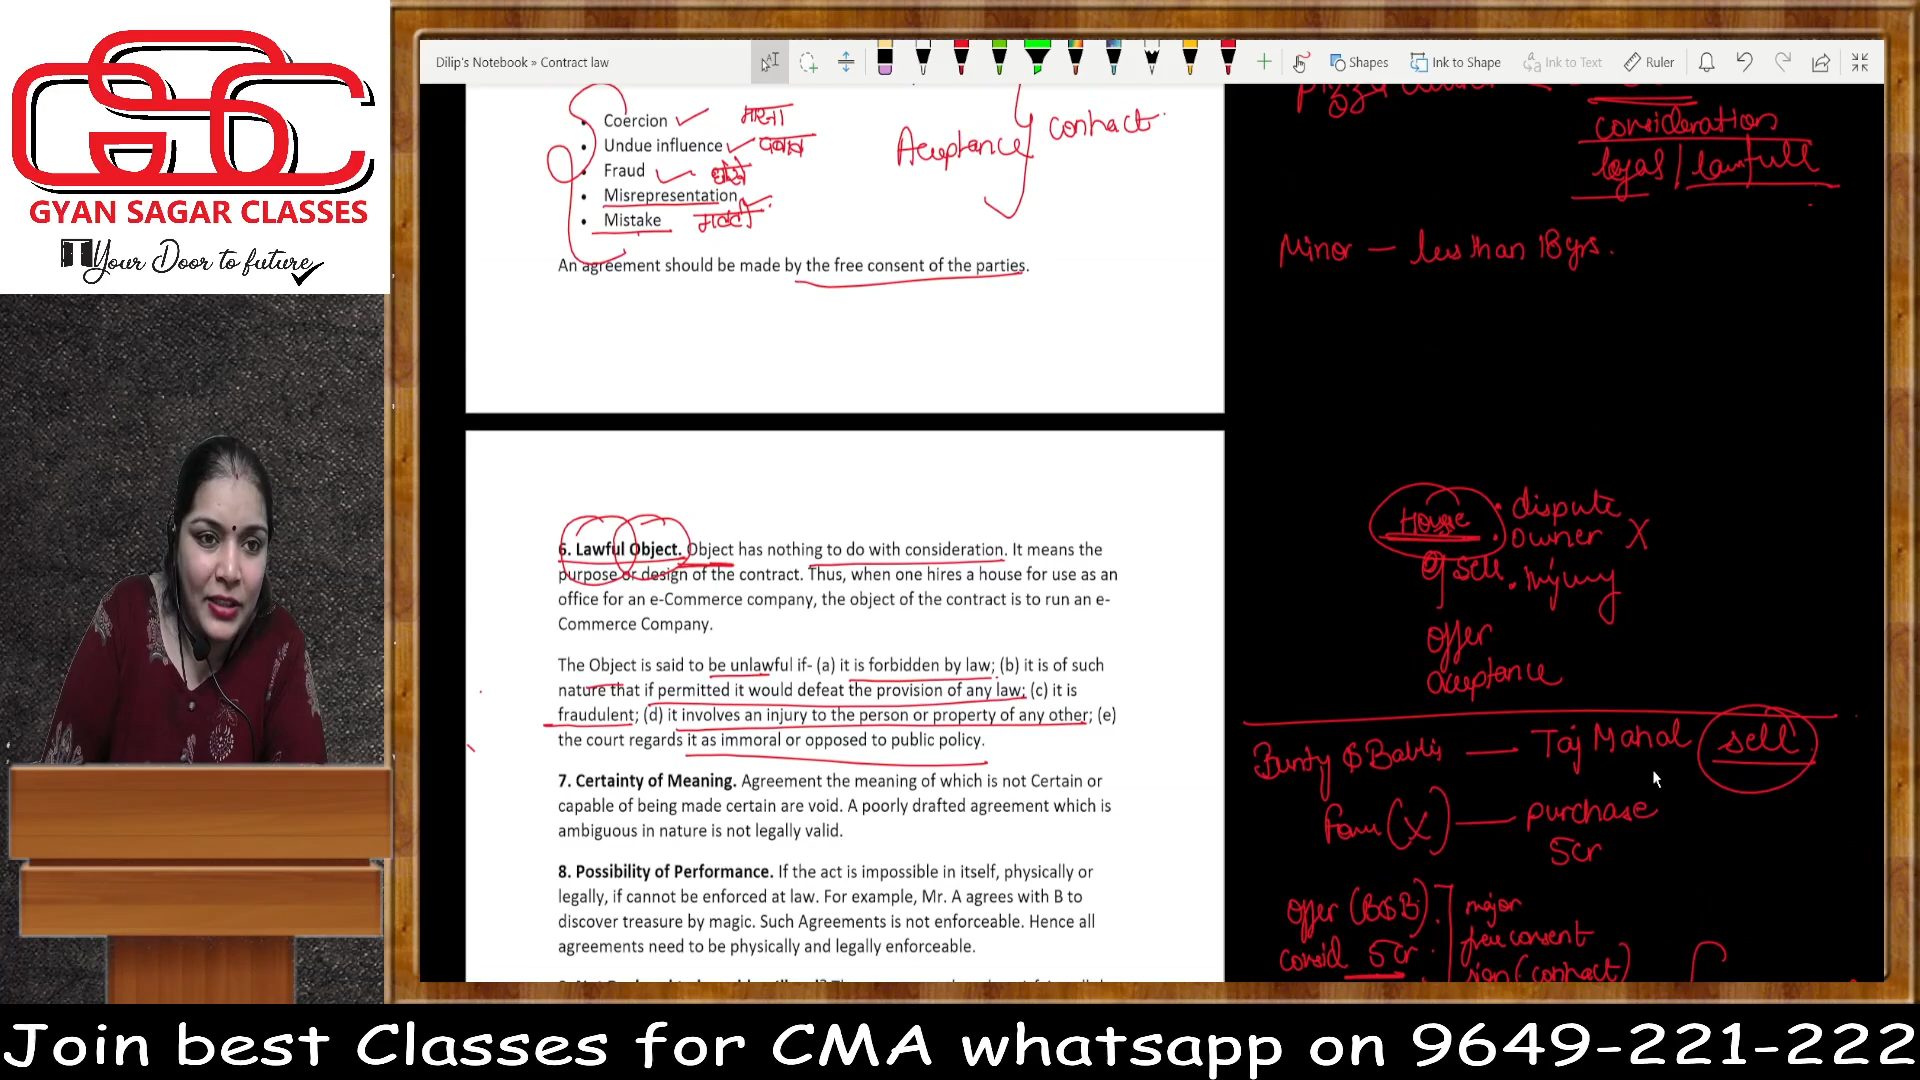 GSC
GYAN SAGAR CLASSES
Your Door to future
Dilip's Notebook » Contract law
Shapes
Ink to Shape
Ink to Text
Ruler
• Coercion
• Undue influence
• Fraud
• Misrepresentation
• Mistake
मारना
दबाव
Acceptance
contract
An agreement should be made by the free consent of the parties.
consideration
legal / lawfull
Minor — less than 18 yrs.
6. Lawful Object. Object has nothing to do with consideration. It means the
purpose or design of the contract. Thus, when one hires a house for use as an
office for an e-Commerce company, the object of the contract is to run an e-
Commerce Company.
The Object is said to be unlawful if- (a) it is forbidden by law; (b) it is of such
nature that if permitted it would defeat the provision of any law; (c) it is
fraudulent; (d) it involves an injury to the person or property of any other; (e)
the court regards it as immoral or opposed to public policy.
7. Certainty of Meaning. Agreement the meaning of which is not Certain or
capable of being made certain are void. A poorly drafted agreement which is
ambiguous in nature is not legally valid.
8. Possibility of Performance. If the act is impossible in itself, physically or
legally, if cannot be enforced at law. For example, Mr. A agrees with B to
discover treasure by magic. Such Agreements is not enforceable. Hence all
agreements need to be physically and legally enforceable.
House
• dispute
• owner X
sell
• injury
offer
acceptance
Bunty & Babli — Taj Mahal sell
(X) — purchase
5cr
offer (B&B).
consid 5cr.
major
free consent
sign (contract)
Join best Classes for CMA whatsapp on 9649-221-222